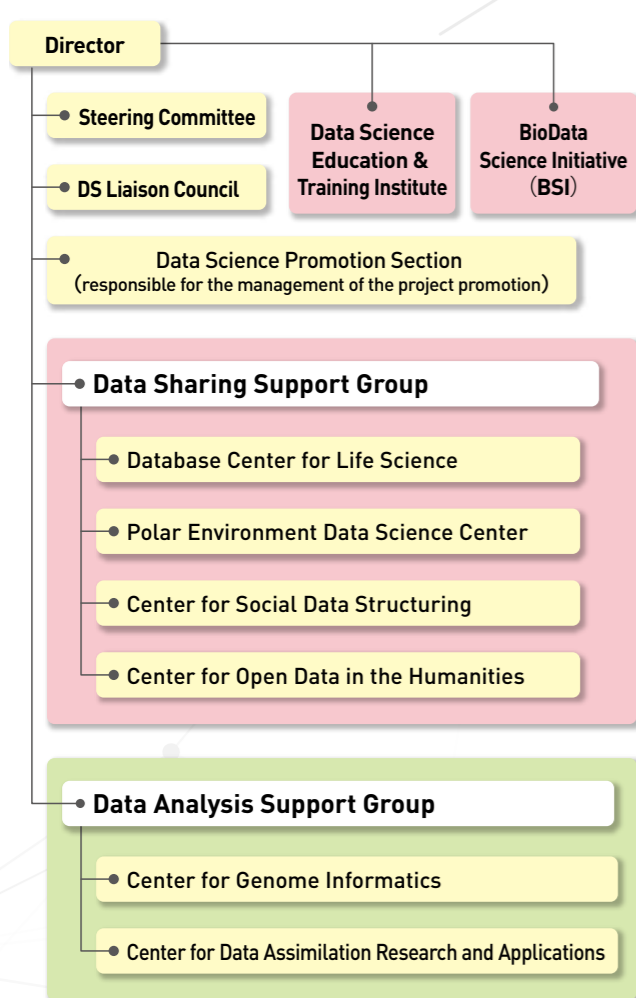 Director
Steering Committee
DS Liaison Council
Data Science
Education &
Training Institute
BioData
Science Initiative
（BSI）
Data Science Promotion Section
(responsible for the management of the project promotion)
Data Sharing Support Group
Database Center for Life Science
Polar Environment Data Science Center
Center for Social Data Structuring
Center for Open Data in the Humanities
Data Analysis Support Group
Center for Genome Informatics
Center for Data Assimilation Research and Applications